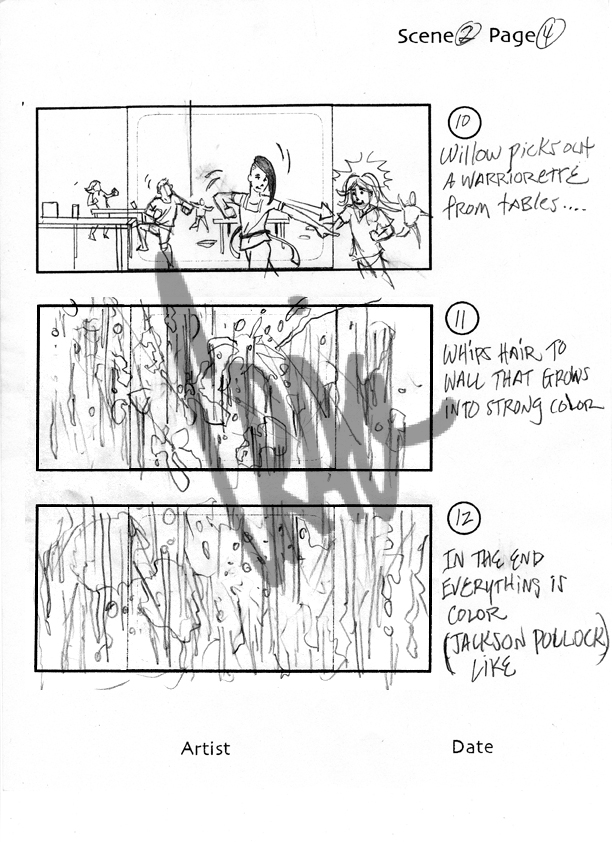 Scene 2 Page 4
10
Willow picks out
A WARRIORETTE
from tables....
11
WHIPS HAIR TO
WALL THAT GROWS
INTO STRONG COLOR
12
IN THE END
EVERYTHING IS
COLOR
(JACKSON POLLOCK)
LIKE
Artist Date